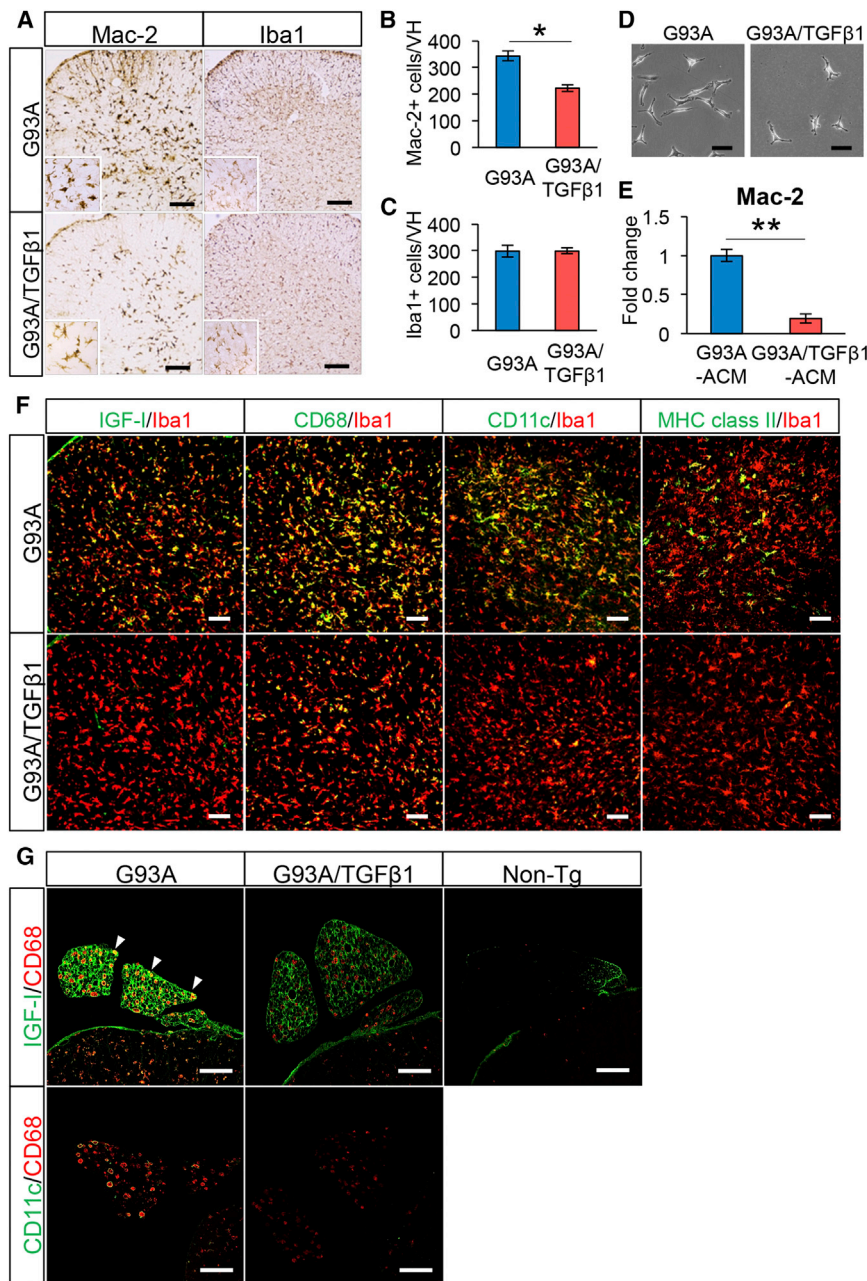 A
Mac-2
Iba1
G93A
G93A/TGFβ1
B
Mac-2+ cells/VH
400
300
200
100
0
*
G93A
G93A/
TGFβ1
C
Iba1+ cells/VH
400
300
200
100
0
G93A
G93A/
TGFβ1
D
G93A
G93A/TGFβ1
E
Mac-2
Fold change
1.5
1
0.5
0
**
G93A
-ACM
G93A/TGFβ1
-ACM
F
IGF-I/Iba1
CD68/Iba1
CD11c/Iba1
MHC class II/Iba1
G93A
G93A/TGFβ1
G
G93A
G93A/TGFβ1
Non-Tg
IGF-I/CD68
CD11c/CD68